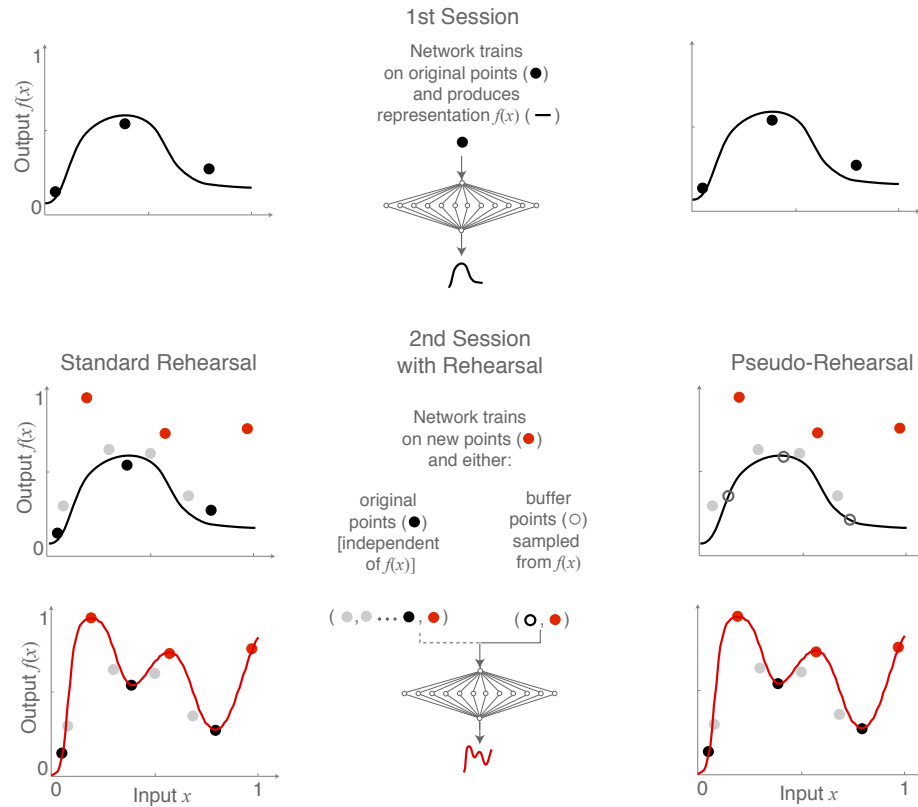 1st Session
Network trains
on original points ( )
and produces
representation f(x) ( )
1
Output f(x)
0
2nd Session
with Rehearsal
Standard Rehearsal
Pseudo-Rehearsal
1
Output f(x)
0
Network trains
on new points ( )
and either:
original
points ( )
[independent
of f(x)]
buffer
points ( )
sampled
from f(x)
( , ... , )
( , )
1
Output f(x)
0
0
1
Input x
0
1
Input x